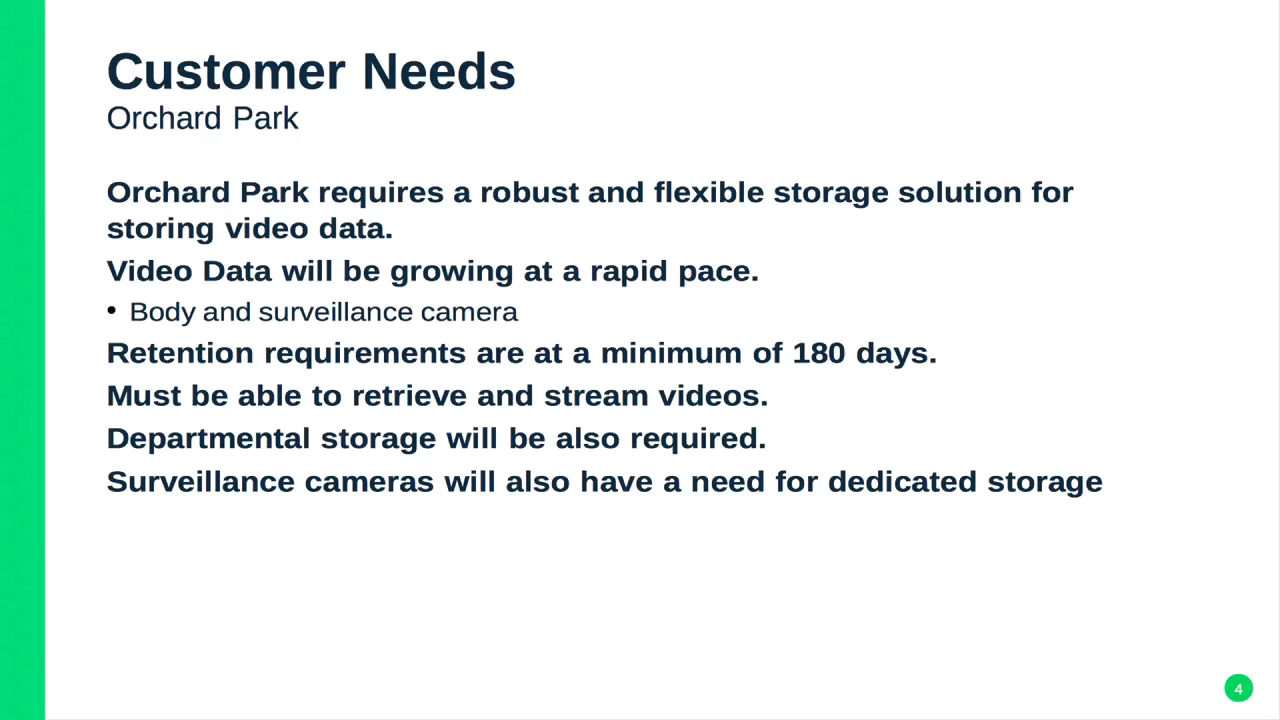 Customer Needs
Orchard Park
Orchard Park requires a robust and flexible storage solution for
storing video data.
Video Data will be growing at a rapid pace.
• Body and surveillance camera
Retention requirements are at a minimum of 180 days.
Must be able to retrieve and stream videos.
Departmental storage will be also required.
Surveillance cameras will also have a need for dedicated storage
4